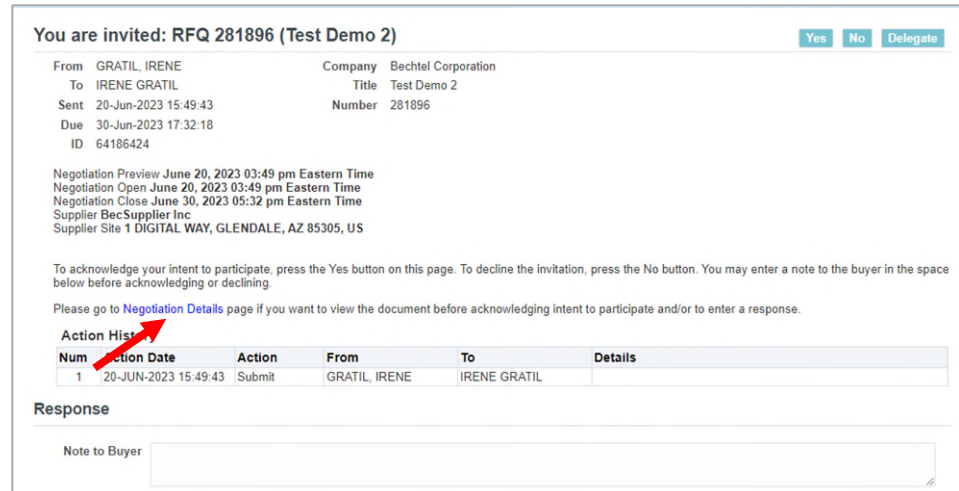 You are invited: RFQ 281896 (Test Demo 2)
Yes No Delegate
From GRATIL, IRENE Company Bechtel Corporation
To IRENE GRATIL Title Test Demo 2
Sent 20-Jun-2023 15:49:43 Number 281896
Due 30-Jun-2023 17:32:18
ID 64186424
Negotiation Preview June 20, 2023 03:49 pm Eastern Time
Negotiation Open June 20, 2023 03:49 pm Eastern Time
Negotiation Close June 30, 2023 05:32 pm Eastern Time
Supplier BecSupplier Inc
Supplier Site 1 DIGITAL WAY, GLENDALE, AZ 85305, US
To acknowledge your intent to participate, press the Yes button on this page. To decline the invitation, press the No button. You may enter a note to the buyer in the space
below before acknowledging or declining.
Please go to Negotiation Details page if you want to view the document before acknowledging intent to participate and/or to enter a response.
Action History
Num Action Date Action From To Details
1 20-JUN-2023 15:49:43 Submit GRATIL, IRENE IRENE GRATIL
Response
Note to Buyer